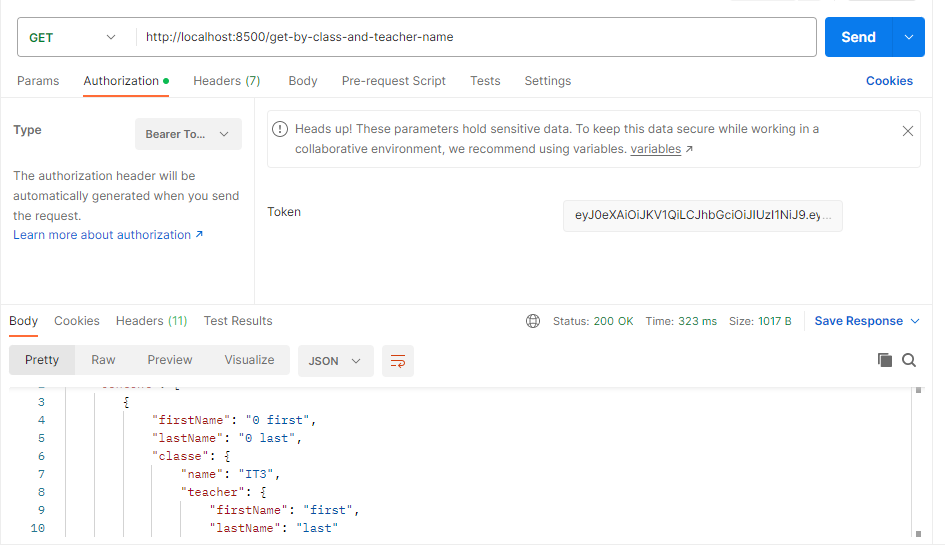 GET
http://localhost:8500/get-by-class-and-teacher-name
Send
Params
Authorization
Headers (7)
Body
Pre-request Script
Tests
Settings
Cookies
Type
Bearer To...
The authorization header will be
automatically generated when you send
the request.
Learn more about authorization ↗
Heads up! These parameters hold sensitive data. To keep this data secure while working in a
collaborative environment, we recommend using variables. variables ↗
Token
eyJ0eXAiOiJKV1QiLCJhbGciOiJIUzI1NiJ9.ey...
Body
Cookies
Headers (11)
Test Results
Status: 200 OK
Time: 323 ms
Size: 1017 B
Save Response
Pretty
Raw
Preview
Visualize
JSON
3 {
4 "firstName": "0 first",
5 "lastName": "0 last",
6 "classe": {
7 "name": "IT3",
8 "teacher": {
9 "firstName": "first",
10 "lastName": "last"